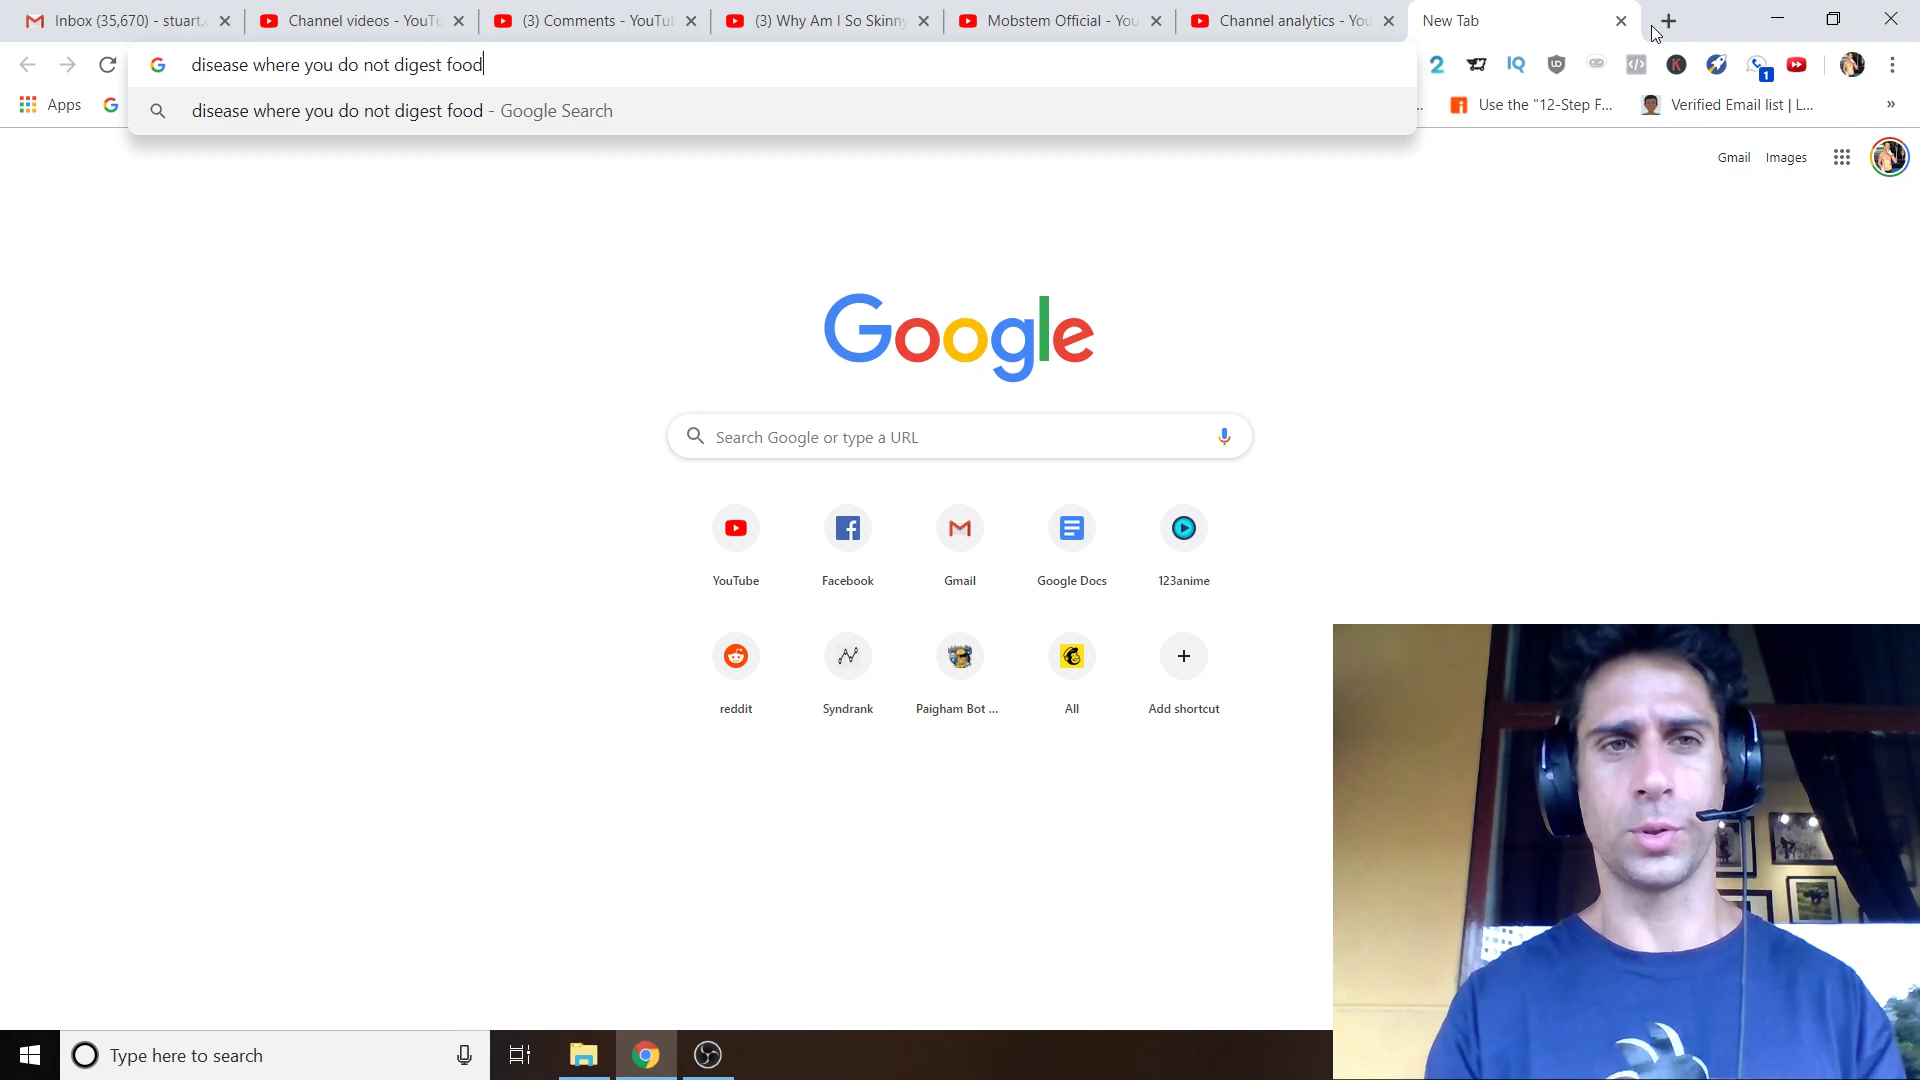 Inbox (35,670) - stuart.
Channel videos - YouTu
(3) Comments - YouTu
(3) Why Am I So Skinny
Mobstem Official - You
Channel analytics - You
New Tab
disease where you do not digest food
disease where you do not digest food - Google Search
Apps
Use the "12-Step F...
Verified Email list | L...
»
Gmail
Images
Google
Search Google or type a URL
YouTube
Facebook
Gmail
Google Docs
123anime
reddit
Syndrank
Paigham Bot ...
All
Add shortcut
Type here to search